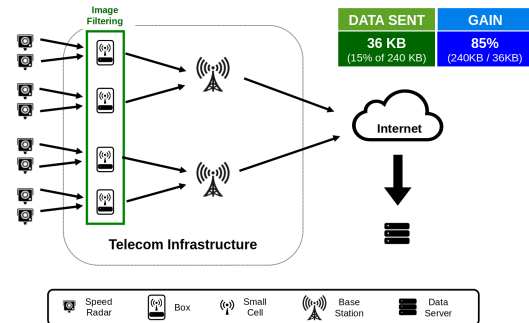 Image
Filtering
DATA SENT
GAIN
36 KB
(15% of 240 KB)
85%
(240KB / 36KB)
Internet
Telecom Infrastructure
Speed
Radar
Box
Small
Cell
Base
Station
Data
Server